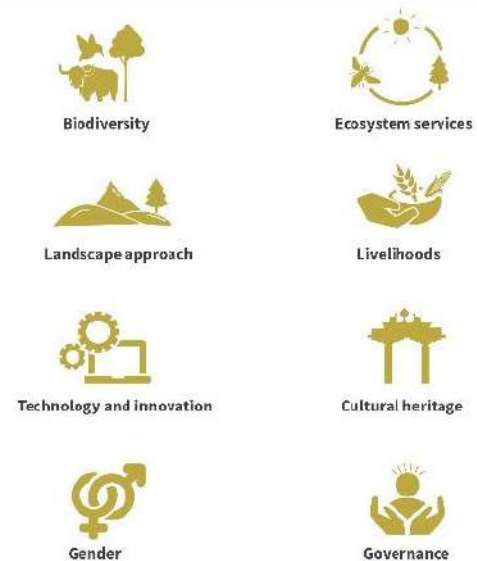 Biodiversity
Ecosystem services
Landscape approach
Livelihoods
Technology and innovation
Cultural heritage
Gender
Governance